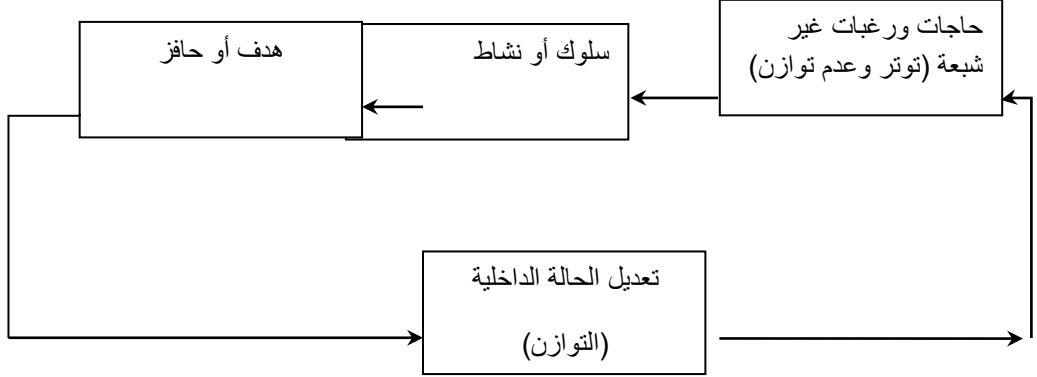 حاجات ورغبات غير
شبعة (توتر وعدم توازن)
سلوك أو نشاط
هدف أو حافز
تعديل الحالة الداخلية
(التوازن)